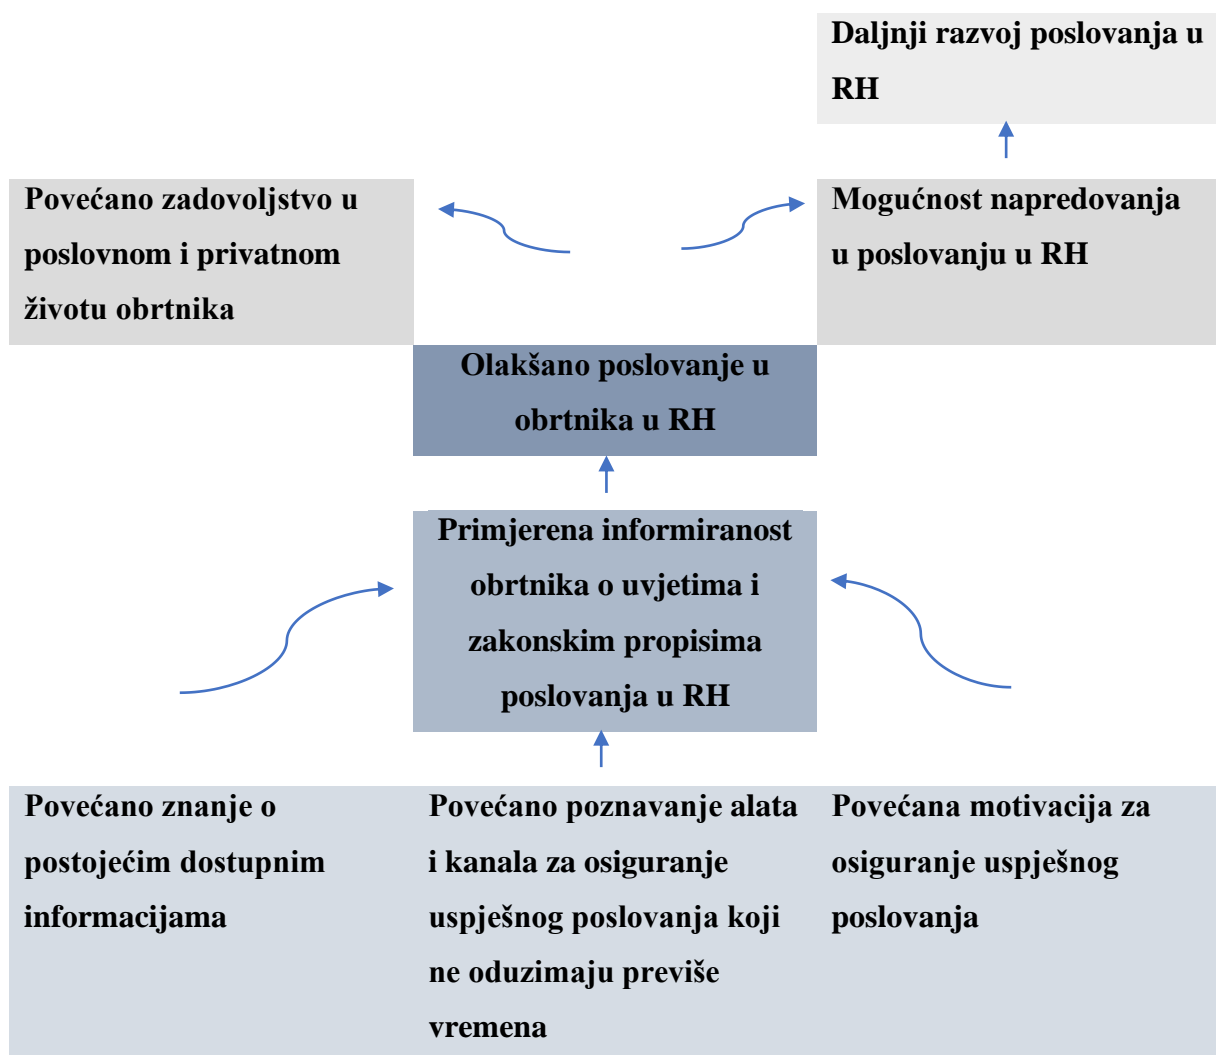 Daljnji razvoj poslovanja u
RH
Povećano zadovoljstvo u
poslovnom i privatnom
životu obrtnika
Mogućnost napredovanja
u poslovanju u RH
Olakšano poslovanje u
obrtnika u RH
Primjerena informiranost
obrtnika o uvjetima i
zakonskim propisima
poslovanja u RH
Povećano znanje o
postojećim dostupnim
informacijama
Povećano poznavanje alata
i kanala za osiguranje
uspješnog poslovanja koji
ne oduzimaju previše
vremena
Povećana motivacija za
osiguranje uspješnog
poslovanja